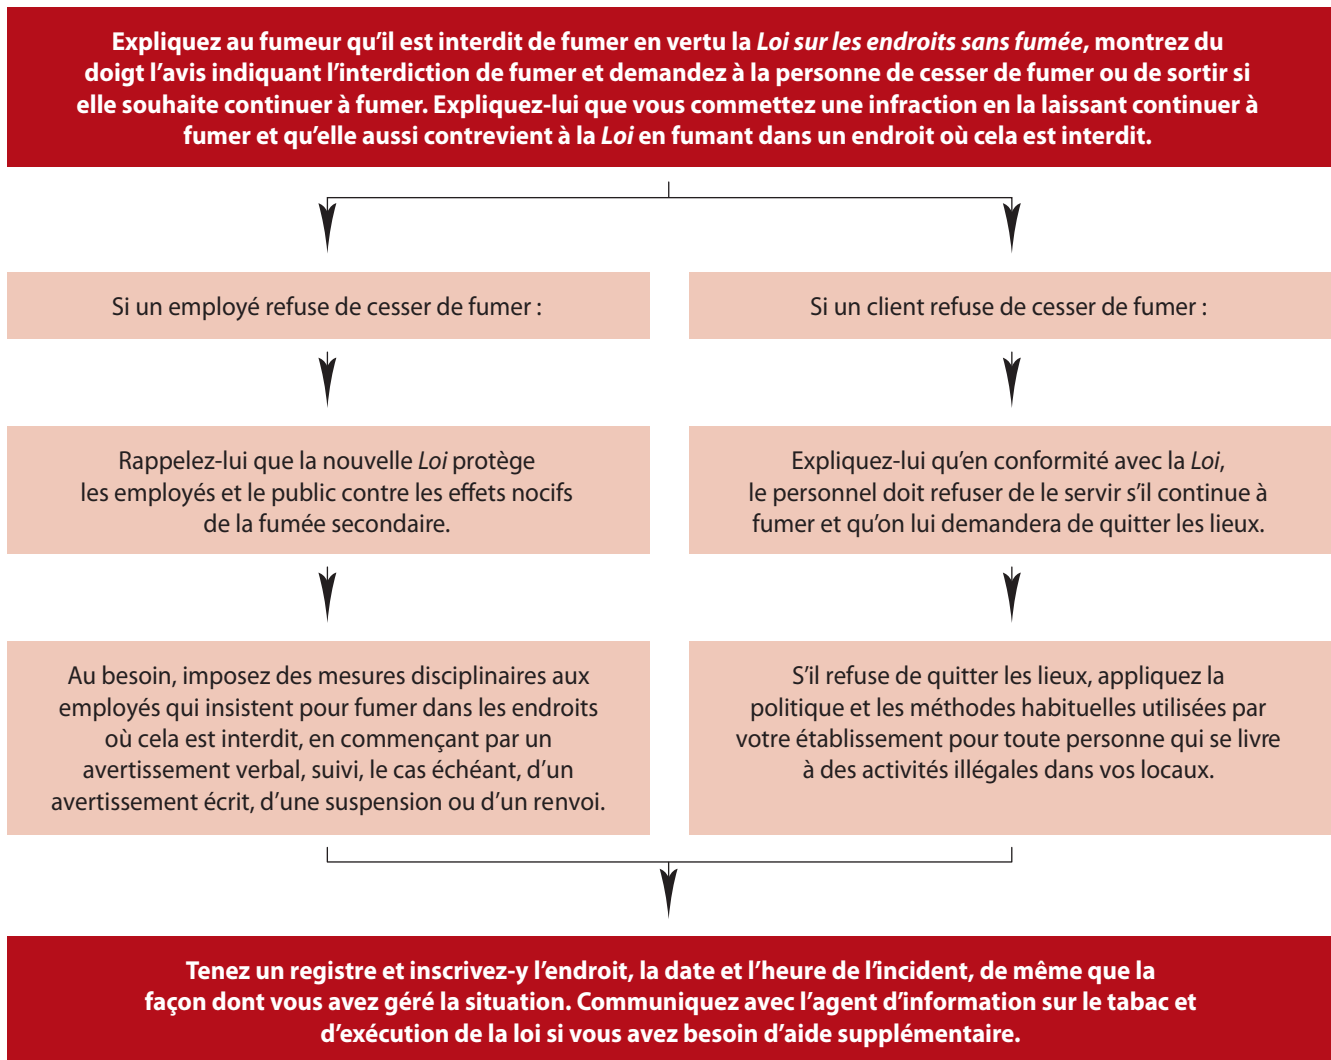 Expliquez au fumeur qu'il est interdit de fumer en vertu la Loi sur les endroits sans fumée, montrez du
doigt l'avis indiquant l'interdiction de fumer et demandez à la personne de cesser de fumer ou de sortir si
elle souhaite continuer à fumer. Expliquez-lui que vous commettez une infraction en la laissant continuer à
fumer et qu'elle aussi contrevient à la Loi en fumant dans un endroit où cela est interdit.
Si un employé refuse de cesser de fumer :
Rappelez-lui que la nouvelle Loi protège
les employés et le public contre les effets nocifs
de la fumée secondaire.
Au besoin, imposez des mesures disciplinaires aux
employés qui insistent pour fumer dans les endroits
où cela est interdit, en commençant par un
avertissement verbal, suivi, le cas échéant, d'un
avertissement écrit, d'une suspension ou d'un renvoi.
Si un client refuse de cesser de fumer :
Expliquez-lui qu'en conformité avec la Loi,
le personnel doit refuser de le servir s'il continue à
fumer et qu'on lui demandera de quitter les lieux.
S'il refuse de quitter les lieux, appliquez la
politique et les méthodes habituelles utilisées par
votre établissement pour toute personne qui se livre
à des activités illégales dans vos locaux.
Tenez un registre et inscrivez-y l'endroit, la date et l'heure de l'incident, de même que la
façon dont vous avez géré la situation. Communiquez avec l'agent d'information sur le tabac et
d'exécution de la loi si vous avez besoin d'aide supplémentaire.